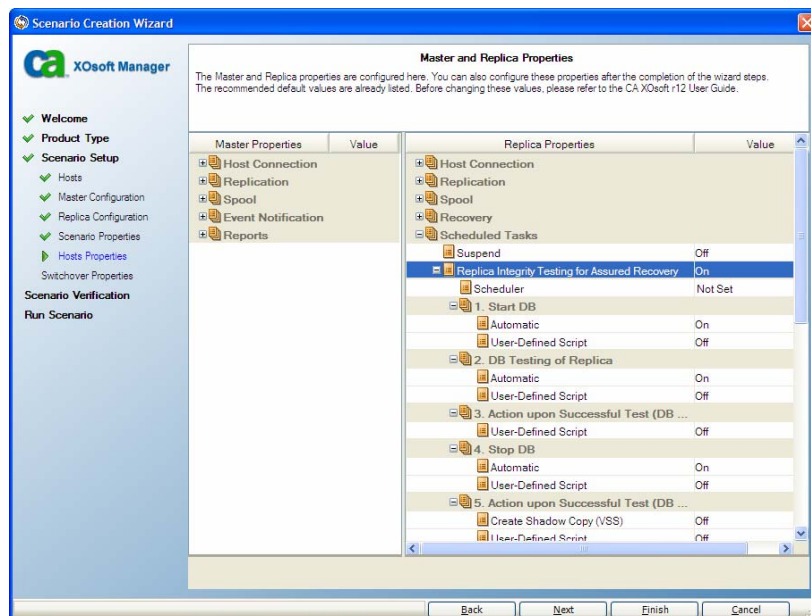 Scenario Creation Wizard
ca XOsoft Manager
Welcome
Product Type
Scenario Setup
Hosts
Master Configuration
Replica Configuration
Scenario Properties
Hosts Properties
Switchover Properties
Scenario Verification
Run Scenario
Master and Replica Properties
The Master and Replica properties are configured here. You can also configure these properties after the completion of the wizard steps.
The recommended default values are already listed. Before changing these values, please refer to the CA XOsoft r12 User Guide.
Master Properties Value
Host Connection
Replication
Spool
Event Notification
Reports
Replica Properties Value
Host Connection
Replication
Spool
Recovery
Scheduled Tasks
Suspend Off
Replica Integrity Testing for Assured Recovery On
Scheduler Not Set
1. Start DB
Automatic On
User-Defined Script Off
2. DB Testing of Replica
Automatic On
User-Defined Script Off
3. Action upon Successful Test (DB ...
User-Defined Script Off
4. Stop DB
Automatic On
User-Defined Script Off
5. Action upon Successful Test (DB ...
Create Shadow Copy (VSS) Off
User-Defined Script Off
Back Next Finish Cancel